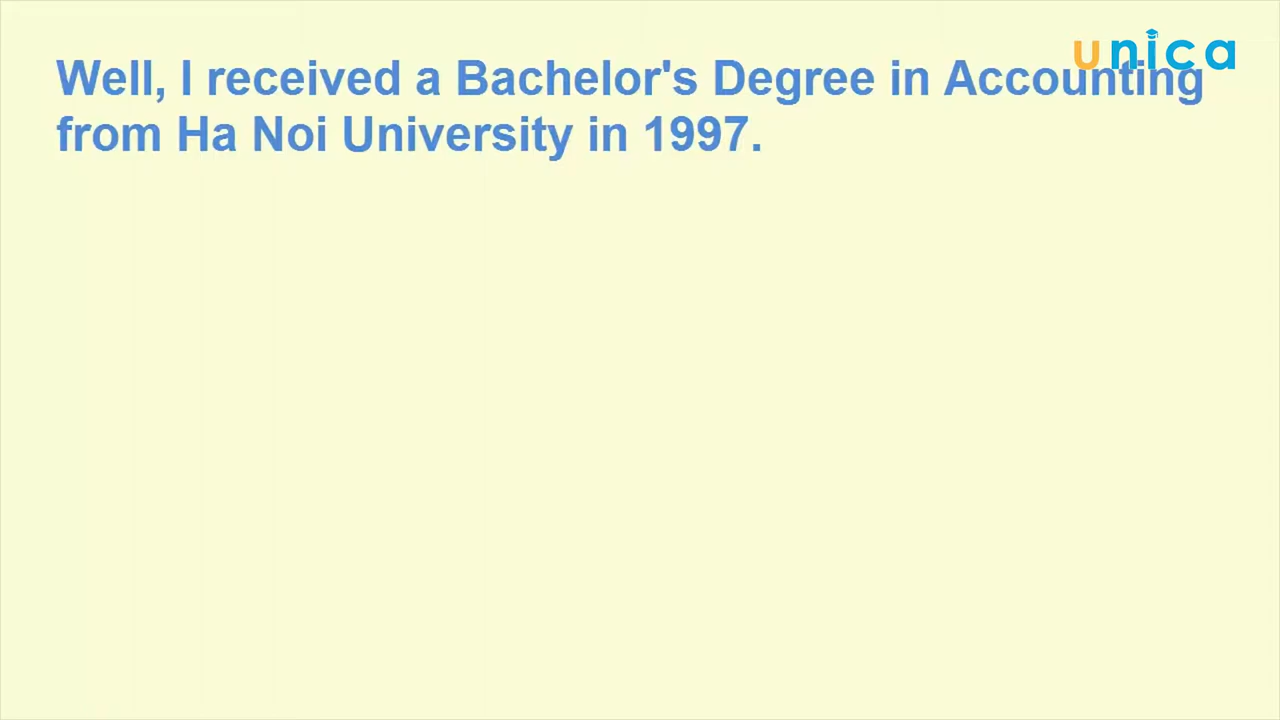 unica
Well, I received a Bachelor's Degree in Accounting
from Ha Noi University in 1997.